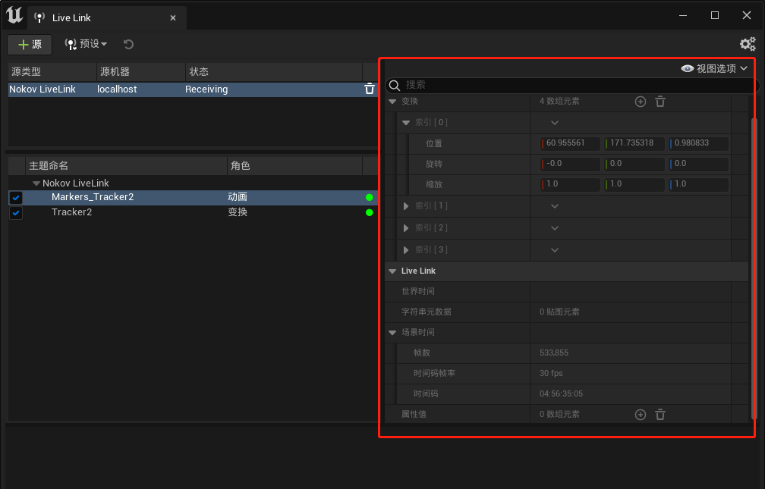 Live Link
源 预设
源类型 源机器 状态
Nokov LiveLink localhost Receiving
主题命名 角色
Nokov LiveLink
Markers_Tracker2 动画
Tracker2 变换
视图选项
搜索
变换 4 数组元素
索引 [ 0 ]
位置 60.955561 171.735318 0.980833
旋转 -0.0 0.0 0.0
缩放 1.0 1.0 1.0
索引 [ 1 ]
索引 [ 2 ]
索引 [ 3 ]
Live Link
世界时间
字符串元数据 0 贴图元素
场景时间
帧数 533,855
时间码帧率 30 fps
时间码 04:56:35:05
属性值 0 数组元素